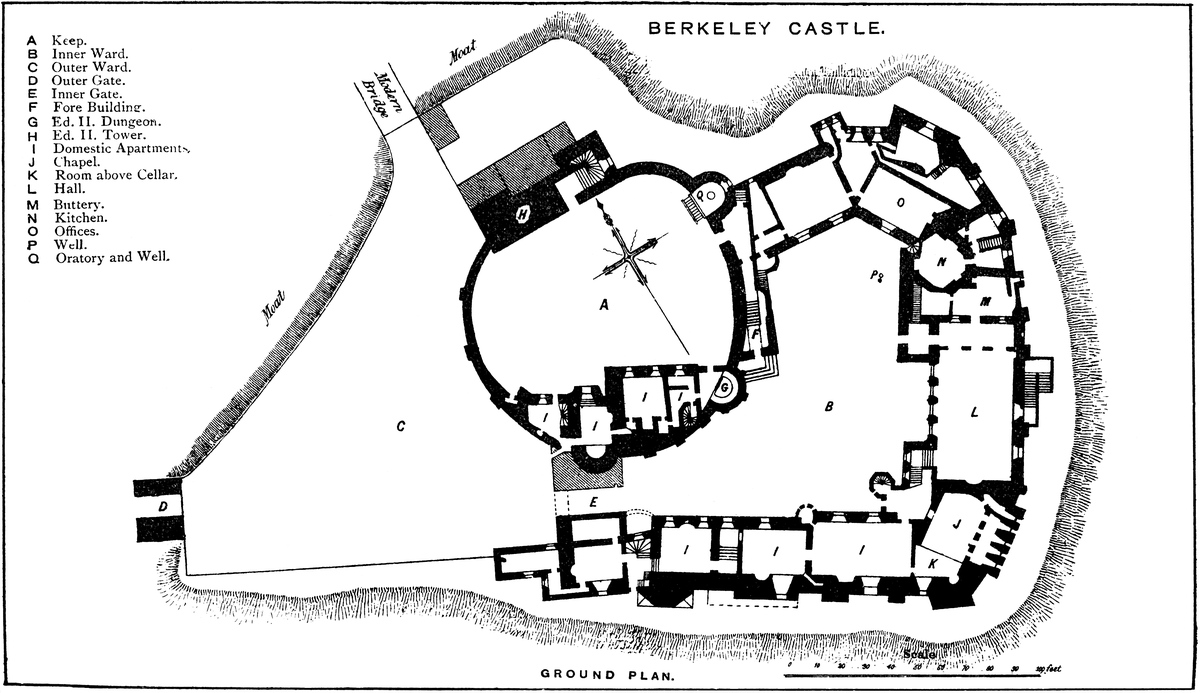 BERKELEY CASTLE.
A Keep.
B Inner Ward.
C Outer Ward.
D Outer Gate.
E Inner Gate.
F Fore Building.
G Ed. II. Dungeon.
H Ed. II. Tower.
I Domestic Apartments.
J Chapel.
K Room above Cellar.
L Hall.
M Buttery.
N Kitchen.
O Offices.
P Well.
Q Oratory and Well.
Moat
Modern
Bridge
Moat
H
Q
O
N
P
M
A
F
G
I
I
I
I
B
L
C
D
E
J
I
I
I
K
Scale
0 10 20 30 40 50 60 70 80 90 100 feet
GROUND PLAN.